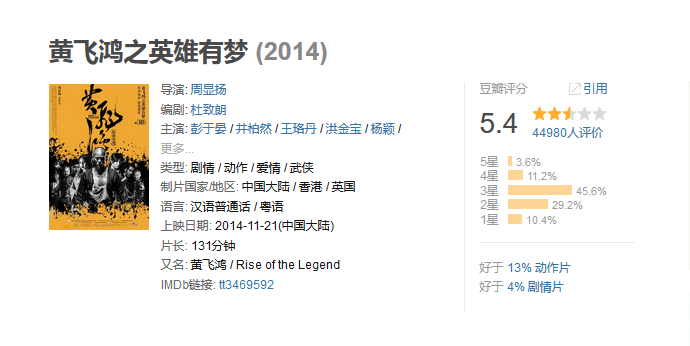 黄飞鸿之英雄有梦 (2014)
导演: 周显扬
编剧: 杜致朗
主演: 彭于晏 / 井柏然 / 王珞丹 / 洪金宝 / 杨颖 /
更多...
类型: 剧情 / 动作 / 爱情 / 武侠
制片国家/地区: 中国大陆 / 香港 / 英国
语言: 汉语普通话 / 粤语
上映日期: 2014-11-21(中国大陆)
片长: 131分钟
又名: 黄飞鸿 / Rise of the Legend
IMDb链接: tt3469592
豆瓣评分
引用
5.4
44980人评价
5星 3.6%
4星 11.2%
3星 45.6%
2星 29.2%
1星 10.4%
好于 13% 动作片
好于 4% 剧情片